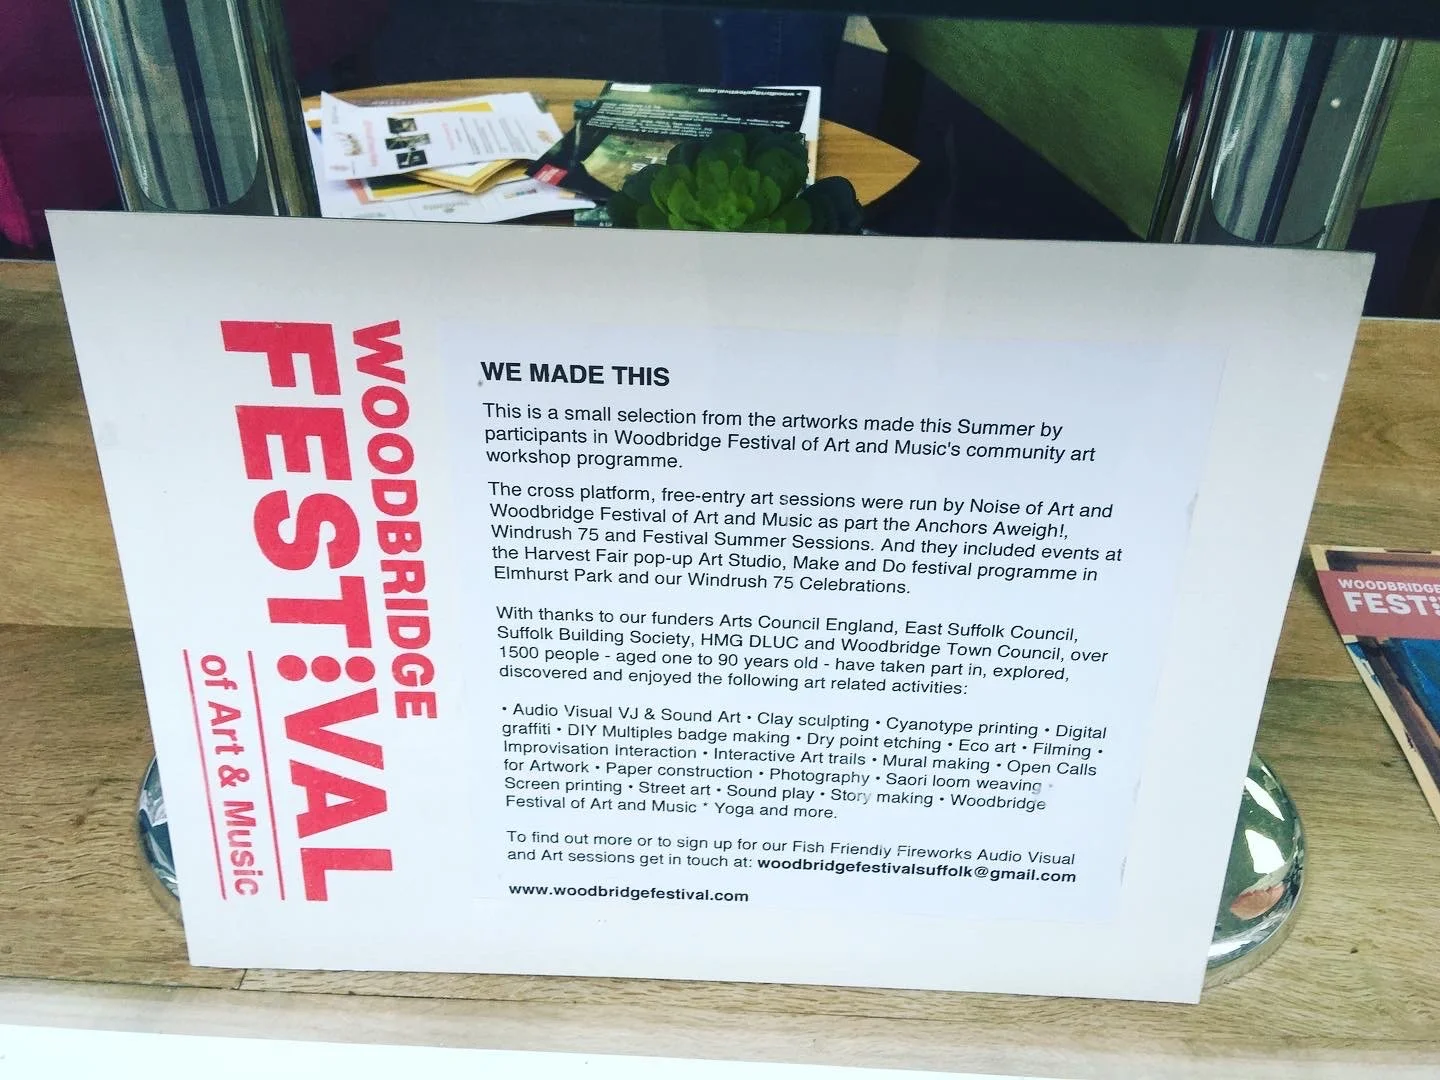 WOODBRIDGE
FESTIVAL
of Art & Music
WE MADE THIS
This is a small selection from the artworks made this Summer by
participants in Woodbridge Festival of Art and Music's community art
workshop programme.
The cross platform, free-entry art sessions were run by Noise of Art and
Woodbridge Festival of Art and Music as part the Anchors Aweigh!,
Windrush 75 and Festival Summer Sessions. And they included events at
the Harvest Fair pop-up Art Studio, Make and Do festival programme in
Elmhurst Park and our Windrush 75 Celebrations.
With thanks to our funders Arts Council England, East Suffolk Council,
Suffolk Building Society, HMG DLUC and Woodbridge Town Council, over
1500 people - aged one to 90 years old - have taken part in, explored,
discovered and enjoyed the following art related activities:
• Audio Visual VJ & Sound Art • Clay sculpting • Cyanotype printing • Digital
graffiti • DIY Multiples badge making • Dry point etching • Eco art • Filming •
Improvisation Interaction • Interactive Art trails • Mural making • Open Calls
for Artwork • Paper construction • Photography • Saori loom weaving •
Screen printing • Street art • Sound play • Story making • Woodbridge
Festival of Art and Music * Yoga and more.
To find out more or to sign up for our Fish Friendly Fireworks Audio Visual
and Art sessions get in touch at: woodbridgefestivalsuffolk@gmail.com
www.woodbridgefestival.com
WOODBRIDGE
FEST
woodbridgefestival.com